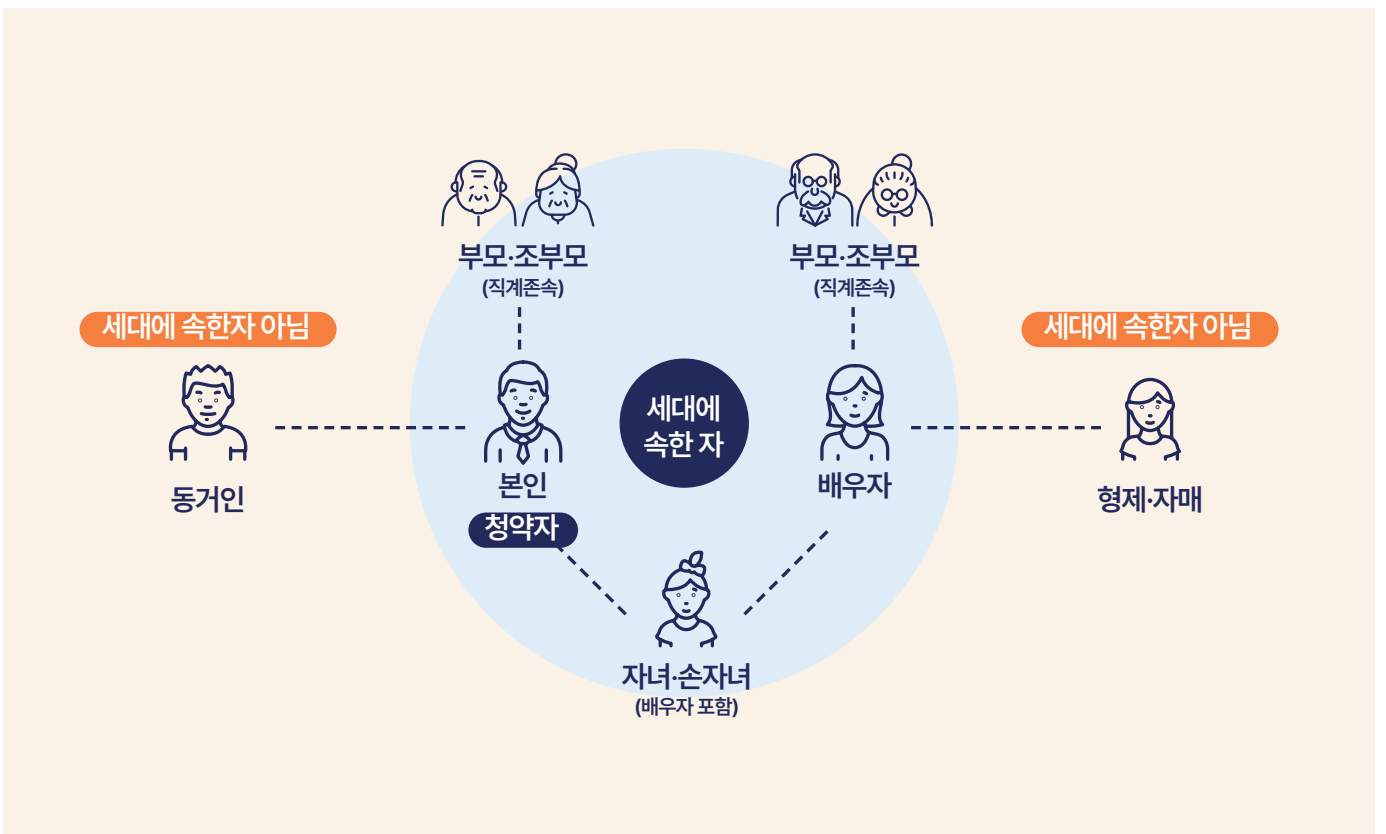 부모·조부모
(직계존속)
부모·조부모
(직계존속)
세대에 속한자 아님
세대에 속한자 아님
세대에
속한 자
동거인
본인
청약자
배우자
형제·자매
자녀·손자녀
(배우자 포함)